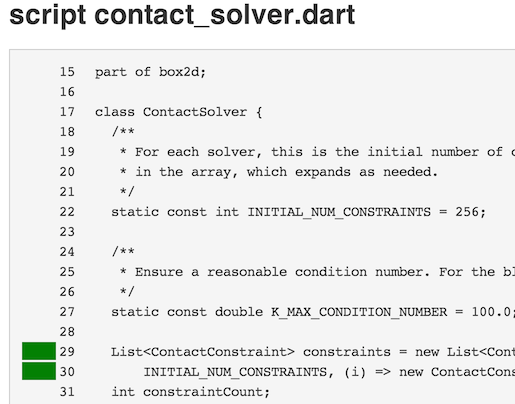 script contact_solver.dart
15 part of box2d;
16
17 class ContactSolver {
18 /**
19 * For each solver, this is the initial number of
20 * in the array, which expands as needed.
21 */
22 static const int INITIAL_NUM_CONSTRAINTS = 256;
23
24 /**
25 * Ensure a reasonable condition number. For the
26 */
27 static const double K_MAX_CONDITION_NUMBER = 100.0;
28
29 List<ContactConstraint> constraints = new List<Cont
30 INITIAL_NUM_CONSTRAINTS, (i) => new ContactCons
31 int constraintCount;